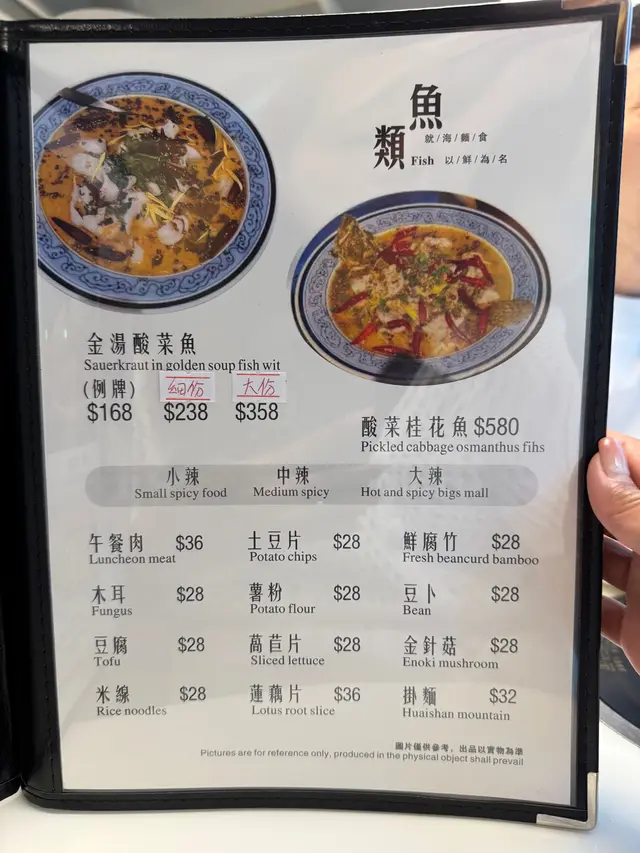 魚類
就/海/麵/食
Fish 以/鮮/為/名
金湯酸菜魚
Sauerkraut in golden soup fish wit
(例牌) 細份 大份
$168 $238 $358
酸菜桂花魚$580
Pickled cabbage osmanthus fihs
小辣 中辣 大辣
Small spicy food Medium spicy Hot and spicy bigs mall
午餐肉 $36 土豆片 $28 鮮腐竹 $28
Luncheon meat Potato chips Fresh beancurd bamboo
木耳 $28 薯粉 $28 豆卜 $28
Fungus Potato flour Bean
豆腐 $28 萵苣片 $28 金針菇 $28
Tofu Sliced lettuce Enoki mushroom
米線 $28 蓮藕片 $36 掛麵 $32
Rice noodles Lotus root slice Huaishan mountain
圖片僅供參考，出品以實物為準
Pictures are for reference only, produced in the physical object shall prevail